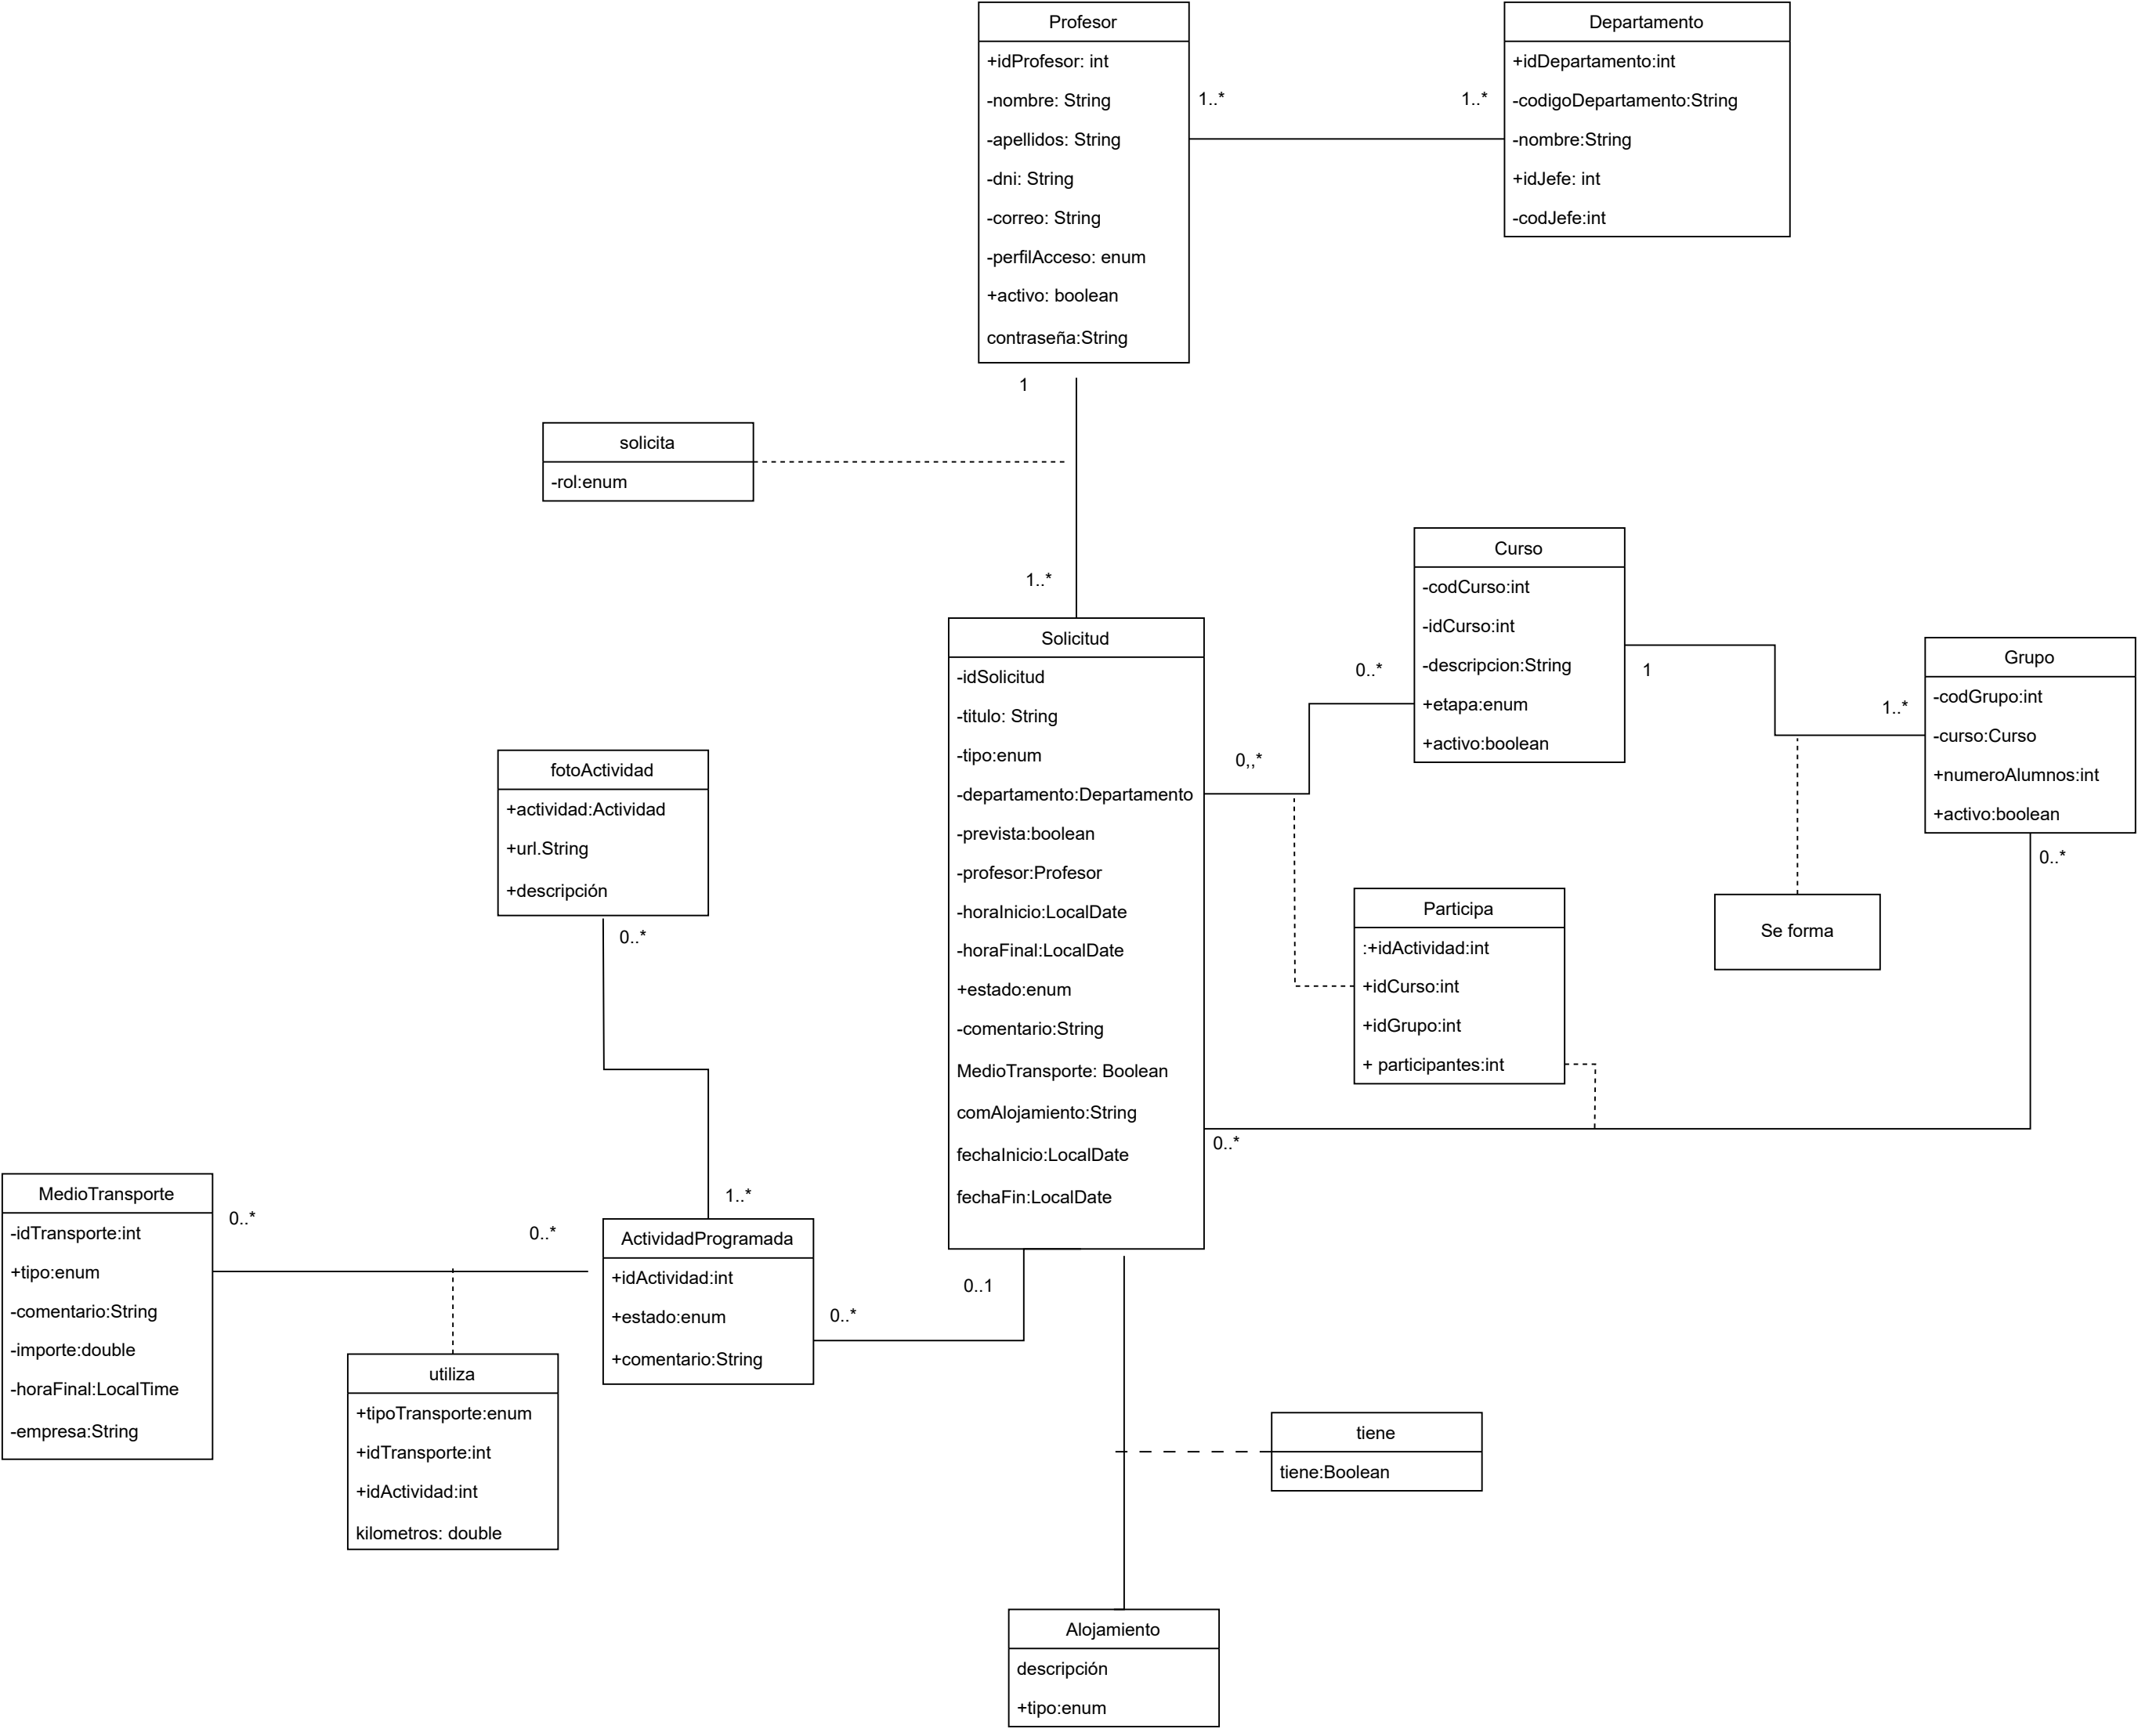 Profesor
+idProfesor: int
-nombre: String
-apellidos: String
-dni: String
-correo: String
-perfilAcceso: enum
+activo: boolean
contraseña:String
1..*
1..*
Departamento
+idDepartamento:int
-codigoDepartamento:String
-nombre:String
+idJefe: int
-codJefe:int
1
solicita
-rol:enum
1..*
Solicitud
-idSolicitud
-titulo: String
-tipo:enum
-departamento:Departamento
-prevista:boolean
-profesor:Profesor
-horaInicio:LocalDate
-horaFinal:LocalDate
+estado:enum
-comentario:String
MedioTransporte: Boolean
comAlojamiento:String
fechaInicio:LocalDate
fechaFin:LocalDate
0..*
0,,*
Curso
-codCurso:int
-idCurso:int
-descripcion:String
+etapa:enum
+activo:boolean
1
1..*
Grupo
-codGrupo:int
-curso:Curso
+numeroAlumnos:int
+activo:boolean
0..*
Participa
:+idActividad:int
+idCurso:int
+idGrupo:int
+ participantes:int
Se forma
0..*
fotoActividad
+actividad:Actividad
+url.String
+descripción
0..*
1..*
MedioTransporte
-idTransporte:int
+tipo:enum
-comentario:String
-importe:double
-horaFinal:LocalTime
-empresa:String
0..*
0..*
utiliza
+tipoTransporte:enum
+idTransporte:int
+idActividad:int
kilometros: double
ActividadProgramada
+idActividad:int
+estado:enum
+comentario:String
0..*
0..1
tiene
tiene:Boolean
Alojamiento
descripción
+tipo:enum